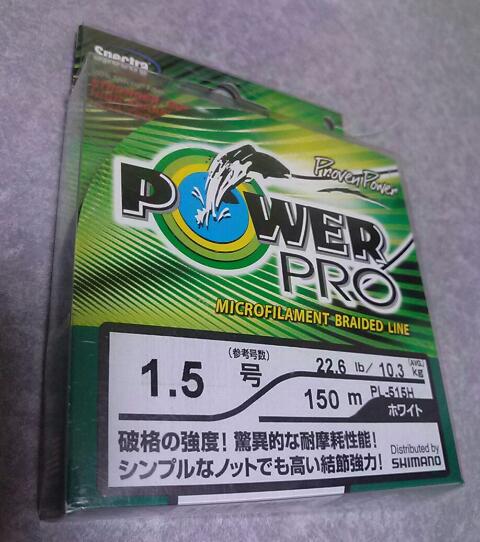 Spectra
Proven Power
POWER
PRO
MICROFILAMENT BRAIDED LINE
1.5 (参考号数) 号
22.6 lb/10.3 (AVG.) kg
150 m PL-515H
ホワイト
破格の強度！驚異的な耐摩耗性能！
シンプルなノットでも高い結節強力！
Distributed by
SHIMANO